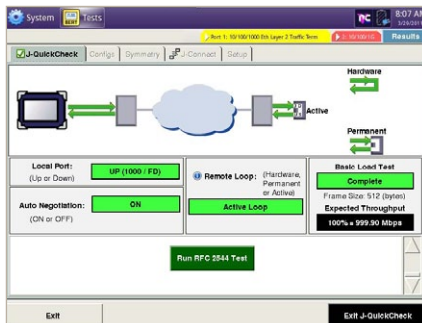 System
Tests
8:07 AM
Port 1: 10/100/1000 Eth Layer 2 Traffic Term
Results
J-QuickCheck
Configs
Symmetry
J-Connect
Setup
Hardware
Active
Permanent
Local Port:
(Up or Down)
UP (1000 / FD)
Auto Negotiation:
(ON or OFF)
ON
Remote Loop:
(Hardware,
Permanent
or Active)
Active Loop
Basic Load Test
Complete
Frame Size: 512 (bytes)
Expected Throughput
100% = 999.90 Mbps
Run RFC 2544 Test
Exit
Exit J-QuickCheck